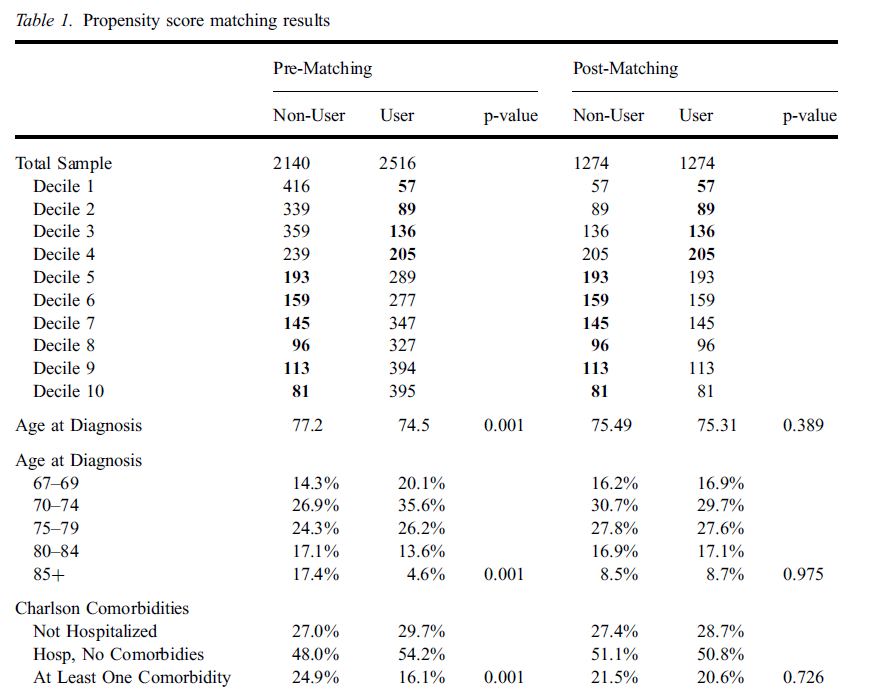 Table 1. Propensity score matching results
Pre-Matching Post-Matching
Non-User User p-value Non-User User p-value
Total Sample 2140 2516 1274 1274
Decile 1 416 57 57 57
Decile 2 339 89 89 89
Decile 3 359 136 136 136
Decile 4 239 205 205 205
Decile 5 193 289 193 193
Decile 6 159 277 159 159
Decile 7 145 347 145 145
Decile 8 96 327 96 96
Decile 9 113 394 113 113
Decile 10 81 395 81 81
Age at Diagnosis 77.2 74.5 0.001 75.49 75.31 0.389
Age at Diagnosis
67–69 14.3% 20.1% 16.2% 16.9%
70–74 26.9% 35.6% 30.7% 29.7%
75–79 24.3% 26.2% 27.8% 27.6%
80–84 17.1% 13.6% 16.9% 17.1%
85+ 17.4% 4.6% 0.001 8.5% 8.7% 0.975
Charlson Comorbidities
Not Hospitalized 27.0% 29.7% 27.4% 28.7%
Hosp, No Comorbidies 48.0% 54.2% 51.1% 50.8%
At Least One Comorbidity 24.9% 16.1% 0.001 21.5% 20.6% 0.726